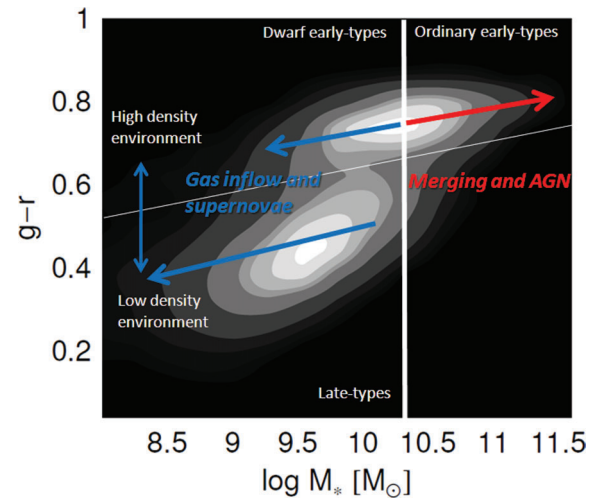 1
Dwarf early-types
Ordinary early-types
0.8
High density
environment
Gas inflow and
supernovae
Merging and AGN
0.6
g-r
0.4
Low density
environment
0.2
Late-types
8.5 9 9.5 10 10.5 11 11.5
log M* [M⊙]